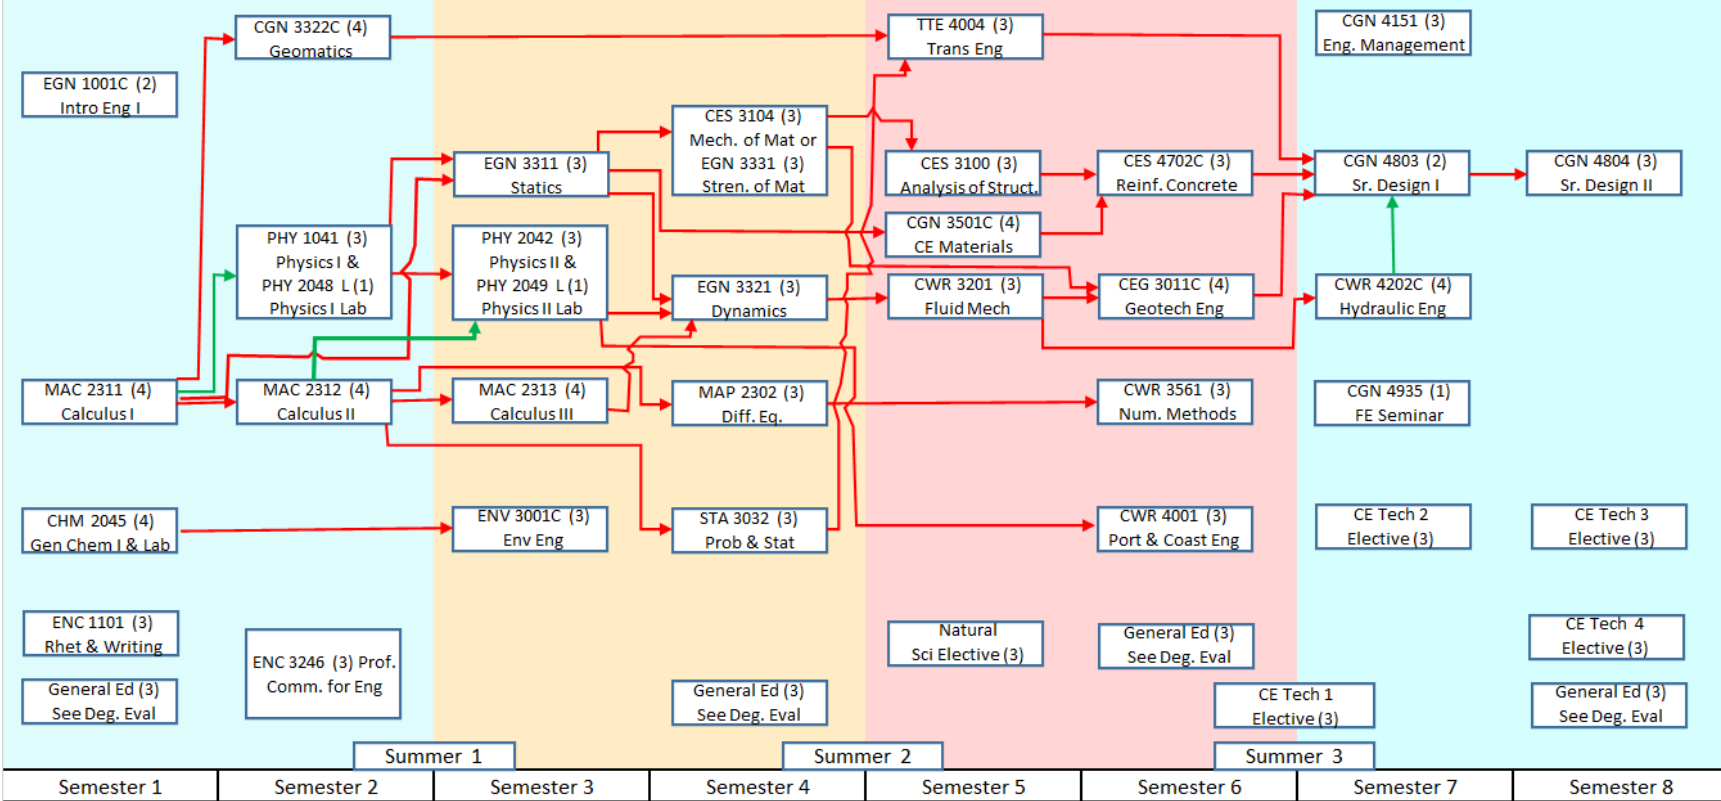 CGN 3322C (4)
Geomatics
TTE 4004 (3)
Trans Eng
CGN 4151 (3)
Eng. Management
EGN 1001C (2)
Intro Eng I
CES 3104 (3)
Mech. of Mat or
EGN 3331 (3)
Stren. of Mat
EGN 3311 (3)
Statics
CES 3100 (3)
Analysis of Struct.
CES 4702C (3)
Reinf. Concrete
CGN 4803 (2)
Sr. Design I
CGN 4804 (3)
Sr. Design II
CGN 3501C (4)
CE Materials
PHY 1041 (3)
Physics I &
PHY 2048 L (1)
Physics I Lab
PHY 2042 (3)
Physics II &
PHY 2049 L (1)
Physics II Lab
EGN 3321 (3)
Dynamics
CWR 3201 (3)
Fluid Mech
CEG 3011C (4)
Geotech Eng
CWR 4202C (4)
Hydraulic Eng
MAC 2311 (4)
Calculus I
MAC 2312 (4)
Calculus II
MAC 2313 (4)
Calculus III
MAP 2302 (3)
Diff. Eq.
CWR 3561 (3)
Num. Methods
CGN 4935 (1)
FE Seminar
CHM 2045 (4)
Gen Chem I & Lab
ENV 3001C (3)
Env Eng
STA 3032 (3)
Prob & Stat
CWR 4001 (3)
Port & Coast Eng
CE Tech 2
Elective (3)
CE Tech 3
Elective (3)
ENC 1101 (3)
Rhet & Writing
ENC 3246 (3) Prof.
Comm. for Eng
Natural
Sci Elective (3)
General Ed (3)
See Deg. Eval
CE Tech 4
Elective (3)
General Ed (3)
See Deg. Eval
General Ed (3)
See Deg. Eval
CE Tech 1
Elective (3)
General Ed (3)
See Deg. Eval
Summer 1
Summer 2
Summer 3
Semester 1
Semester 2
Semester 3
Semester 4
Semester 5
Semester 6
Semester 7
Semester 8